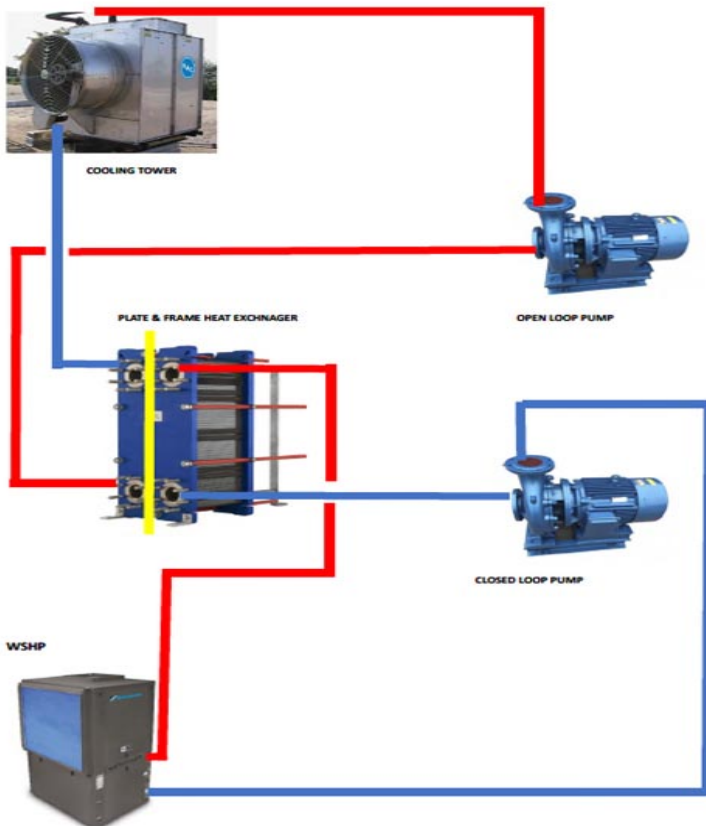 COOLING TOWER
PLATE & FRAME HEAT EXCHNAGER
OPEN LOOP PUMP
CLOSED LOOP PUMP
WSHP